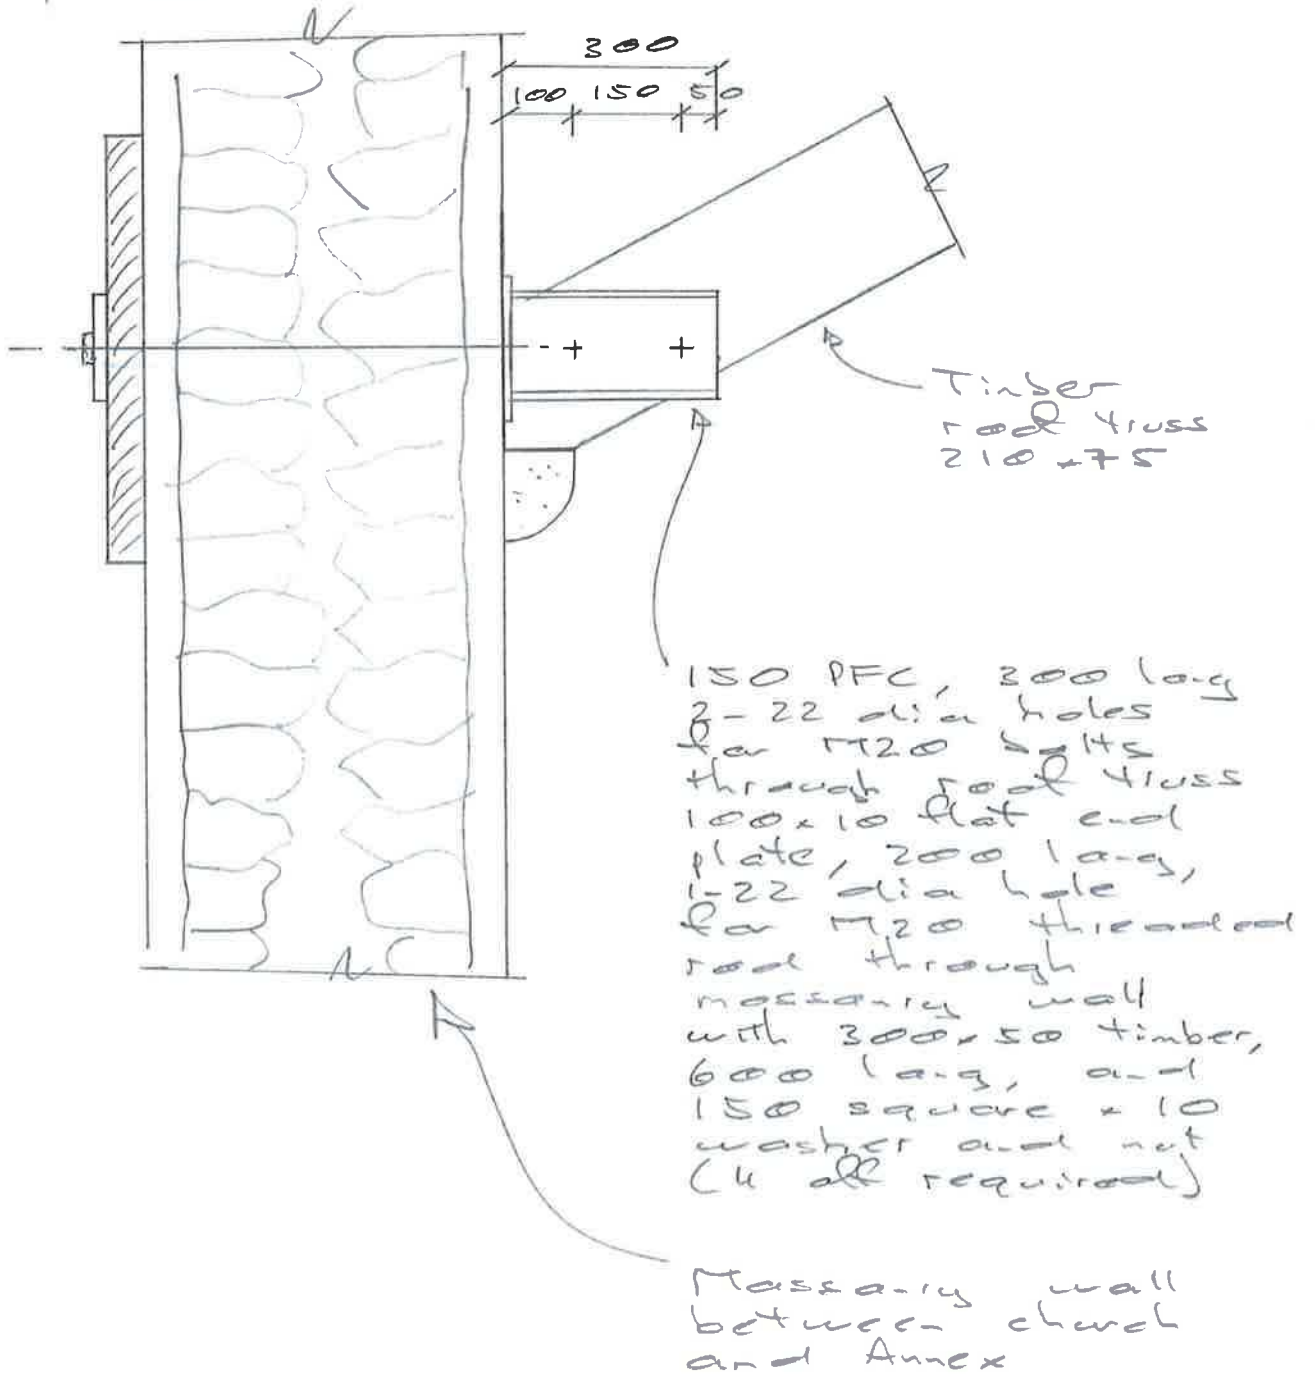 300
100 150 50
Timber
roof truss
210 x 75
150 PFC, 300 long
2-22 dia holes
for M20 bolts
through roof truss
100 x 10 flat end
plate, 200 long,
1-22 dia hole
for M20 threaded
rod through
massanry wall
with 300 x 50 timber,
600 long, and
150 square x 10
washer and nut
(4 off required)
Massanry wall
between church
and Annex